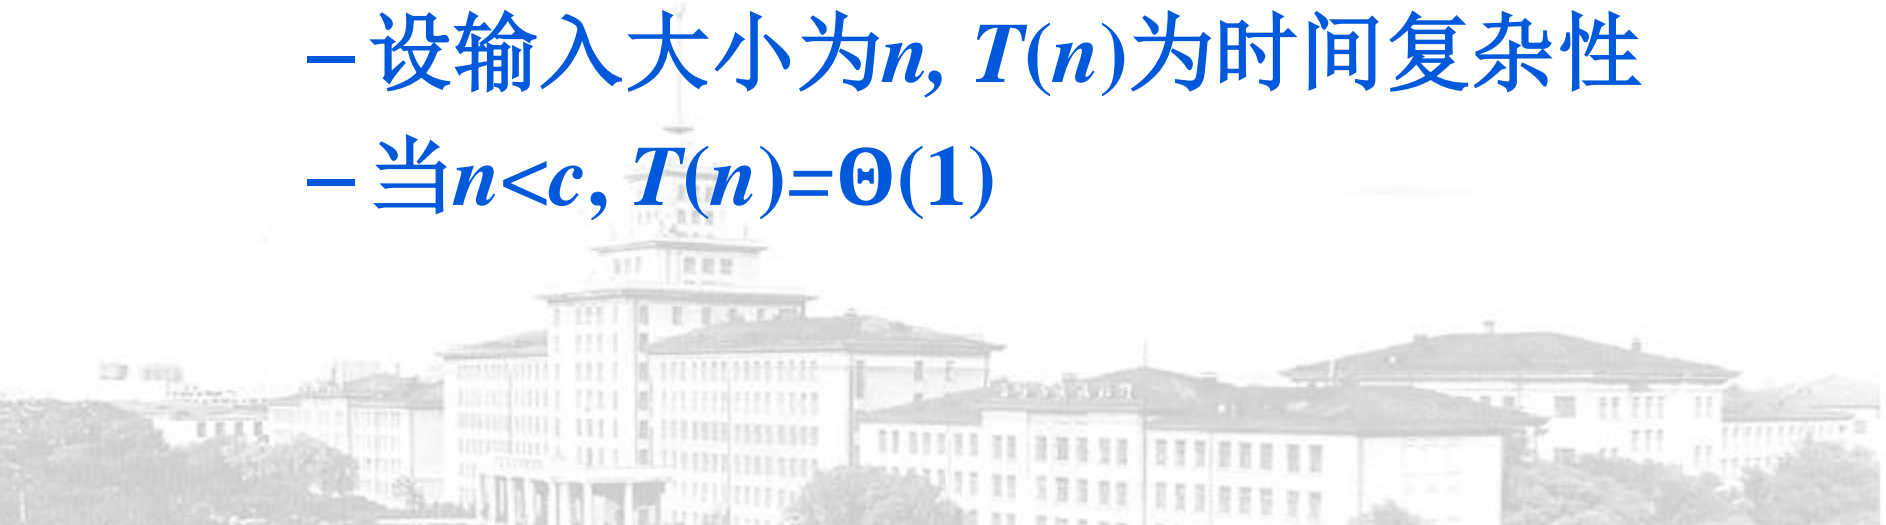 –设输入大小为n, T(n)为时间复杂性
–当n<c, T(n)=Θ(1)